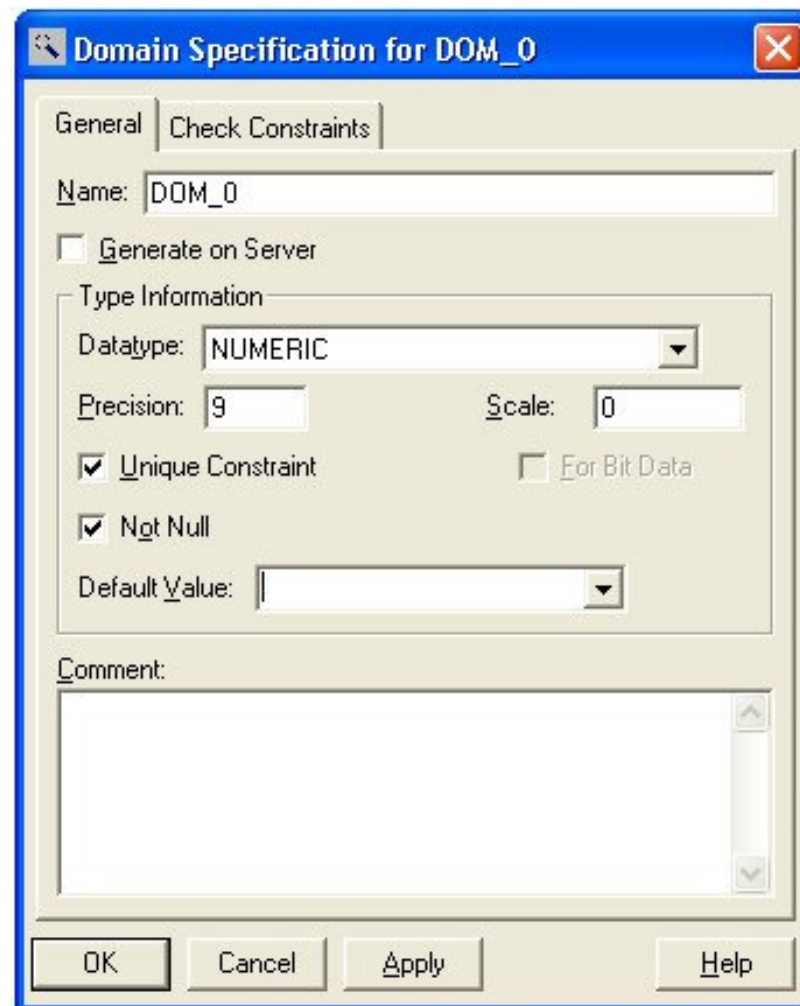 Domain Specification for DOM_0
General Check Constraints
Name: DOM_0
Generate on Server
Type Information
Datatype: NUMERIC
Precision: 9 Scale: 0
Unique Constraint For Bit Data
Not Null
Default Value:
Comment:
OK Cancel Apply Help